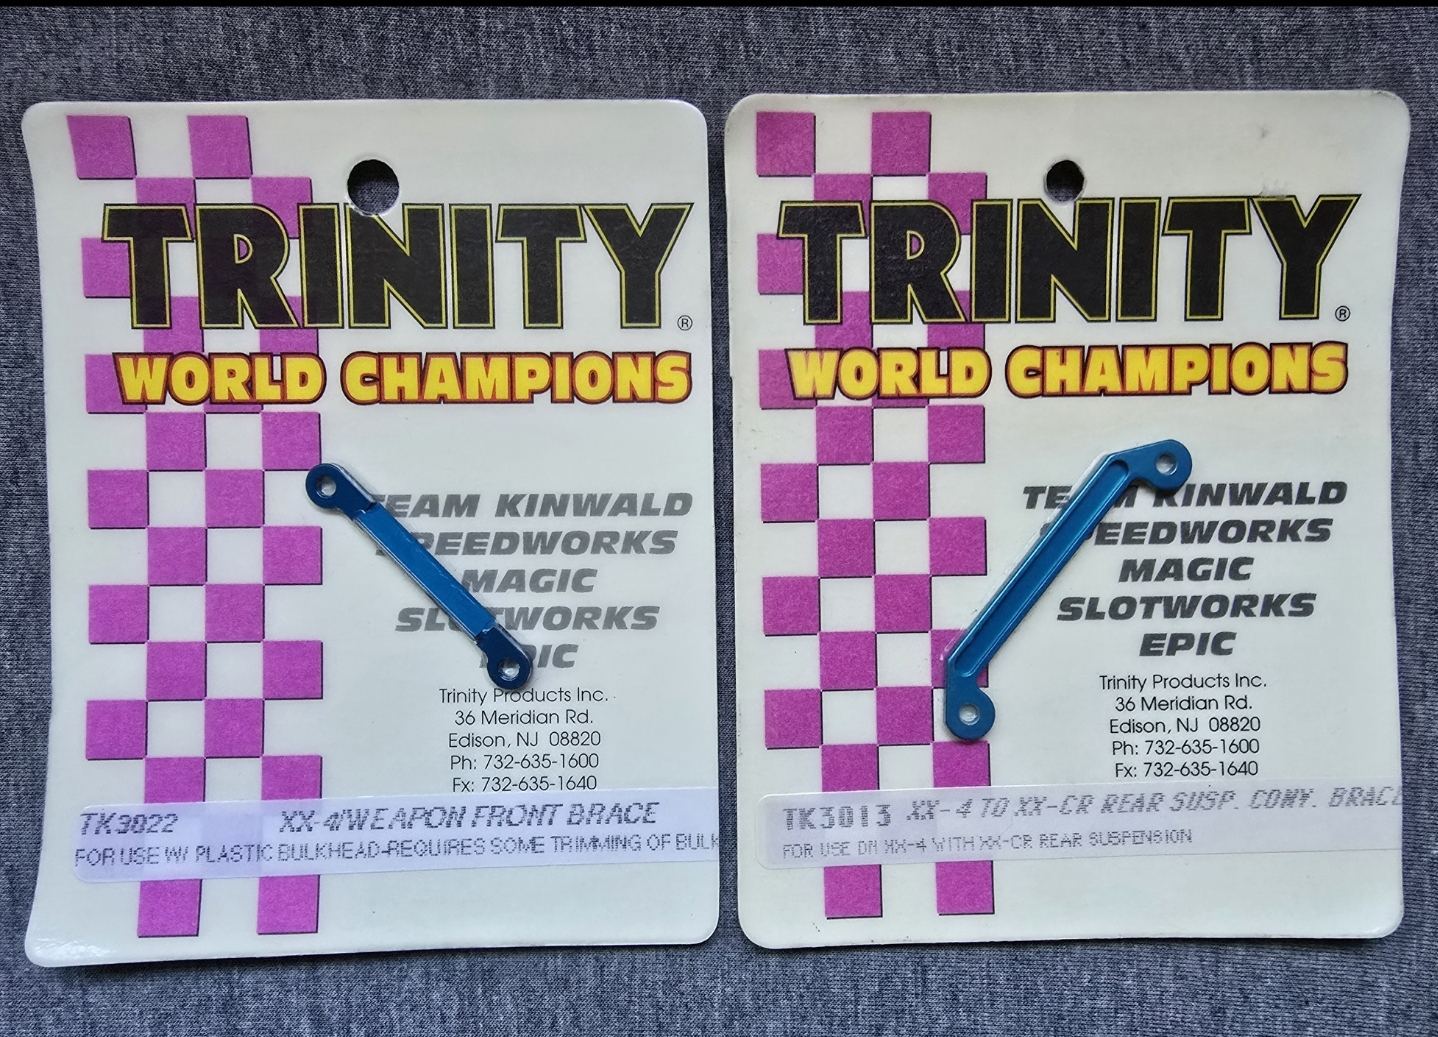 TRINITY®
WORLD CHAMPIONS
TEAM KINWALD
SPEEDWORKS
MAGIC
SLOTWORKS
EPIC
Trinity Products Inc.
36 Meridian Rd.
Edison, NJ 08820
Ph: 732-635-1600
Fx: 732-635-1640
TK3022 XX-4/WEAPON FRONT BRACE
FOR USE W/ PLASTIC BULKHEAD-REQUIRES SOME TRIMMING OF BULK
TRINITY®
WORLD CHAMPIONS
TEAM KINWALD
SPEEDWORKS
MAGIC
SLOTWORKS
EPIC
Trinity Products Inc.
36 Meridian Rd.
Edison, NJ 08820
Ph: 732-635-1600
Fx: 732-635-1640
TK3013 XX-4 TO XX-CR REAR SUSP. CONV. BRACE
FOR USE ON XX-4 WITH XX-CR REAR SUSPENSION